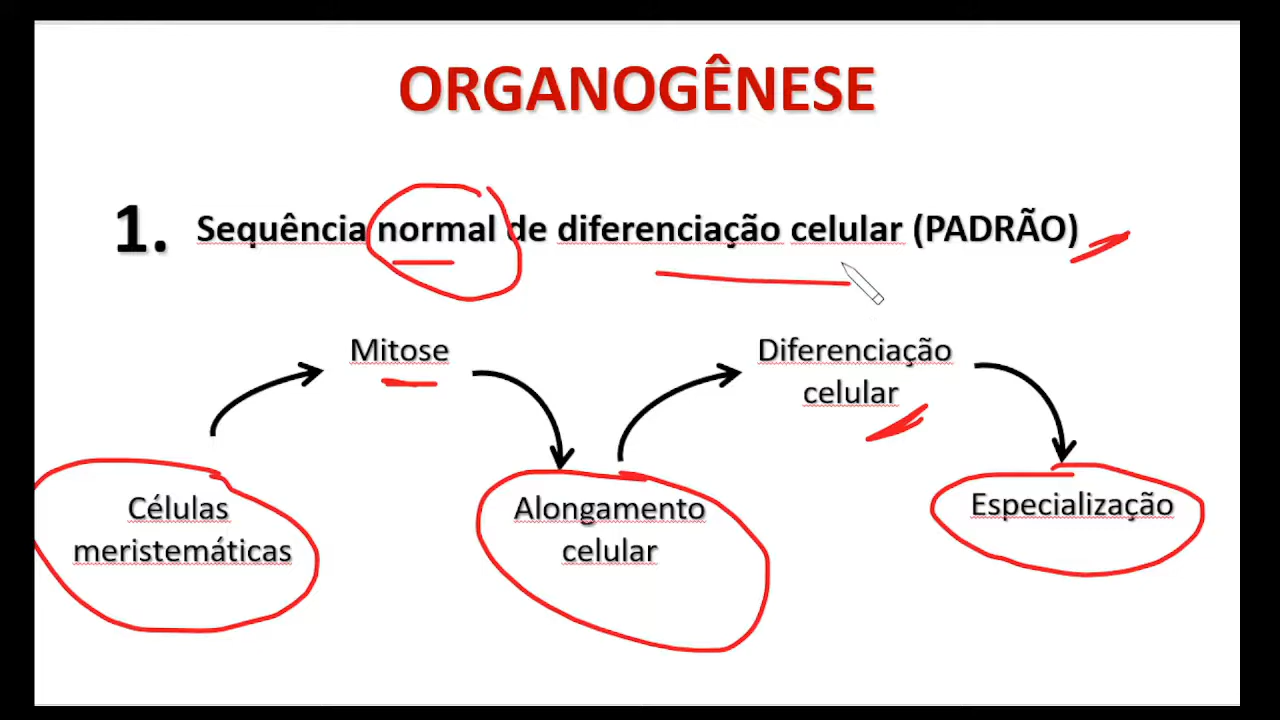 ORGANOGÊNESE
1. Sequência normal de diferenciação celular (PADRÃO)
Mitose
Diferenciação
celular
Células
meristemáticas
Alongamento
celular
Especialização